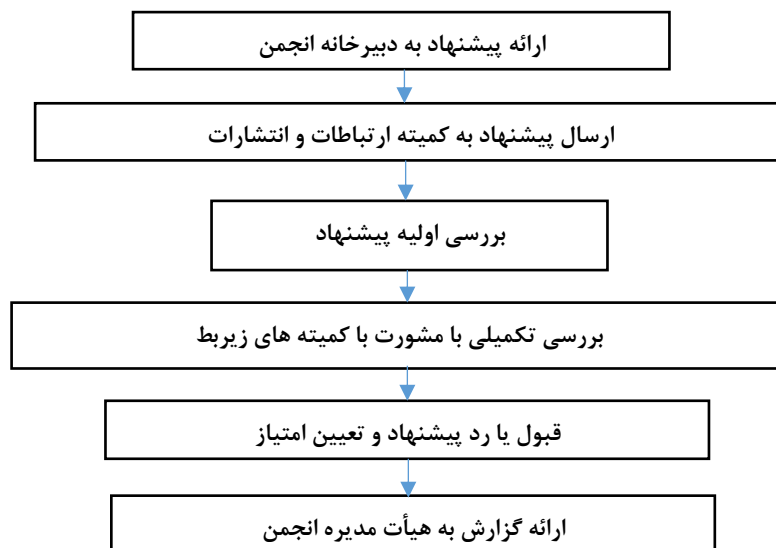 ارائه پیشنهاد به دبیرخانه انجمن
ارسال پیشنهاد به کمیته ارتباطات و انتشارات
بررسی اولیه پیشنهاد
بررسی تکمیلی با مشورت با کمیته های زیربط
قبول یا رد پیشنهاد و تعیین امتیاز
ارائه گزارش به هیأت مدیره انجمن